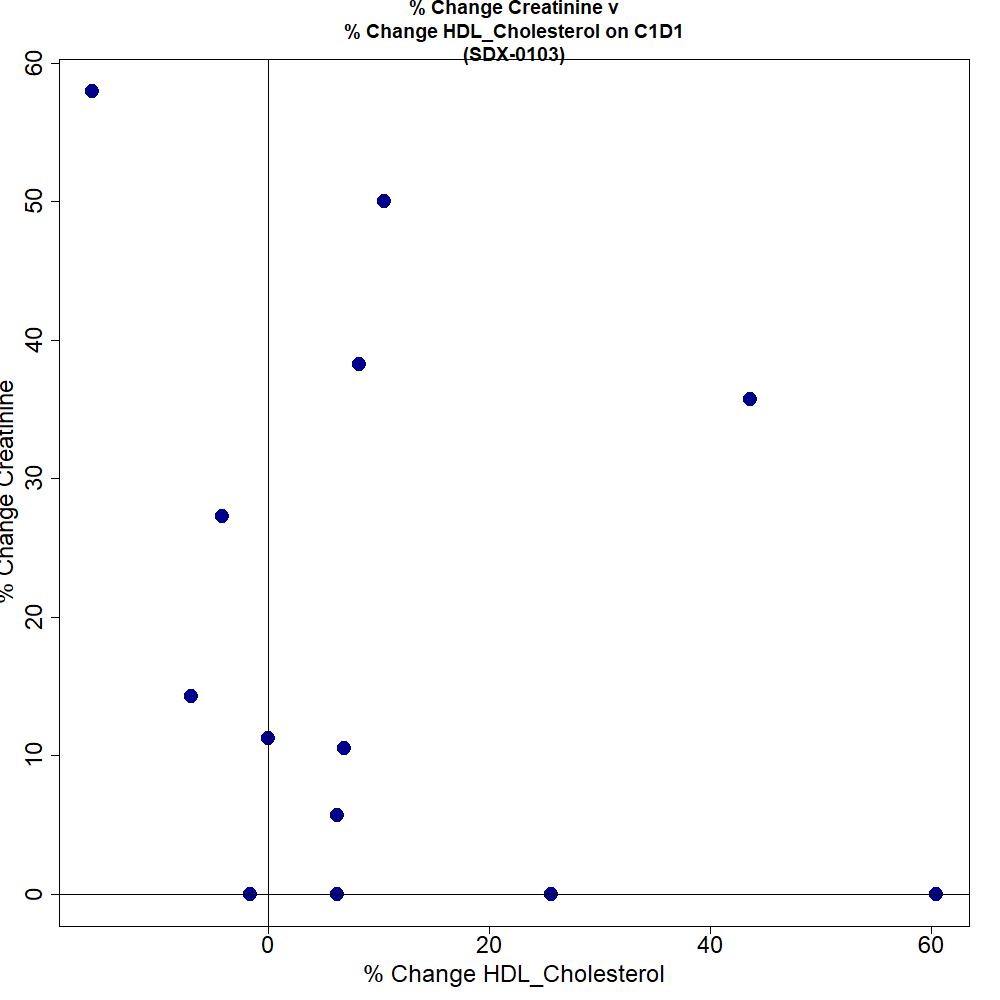 % Change Creatinine v
% Change HDL_Cholesterol on C1D1
(SDX-0103)
60
50
40
30
20
10
0
% Change Creatinine
0 20 40 60
% Change HDL_Cholesterol